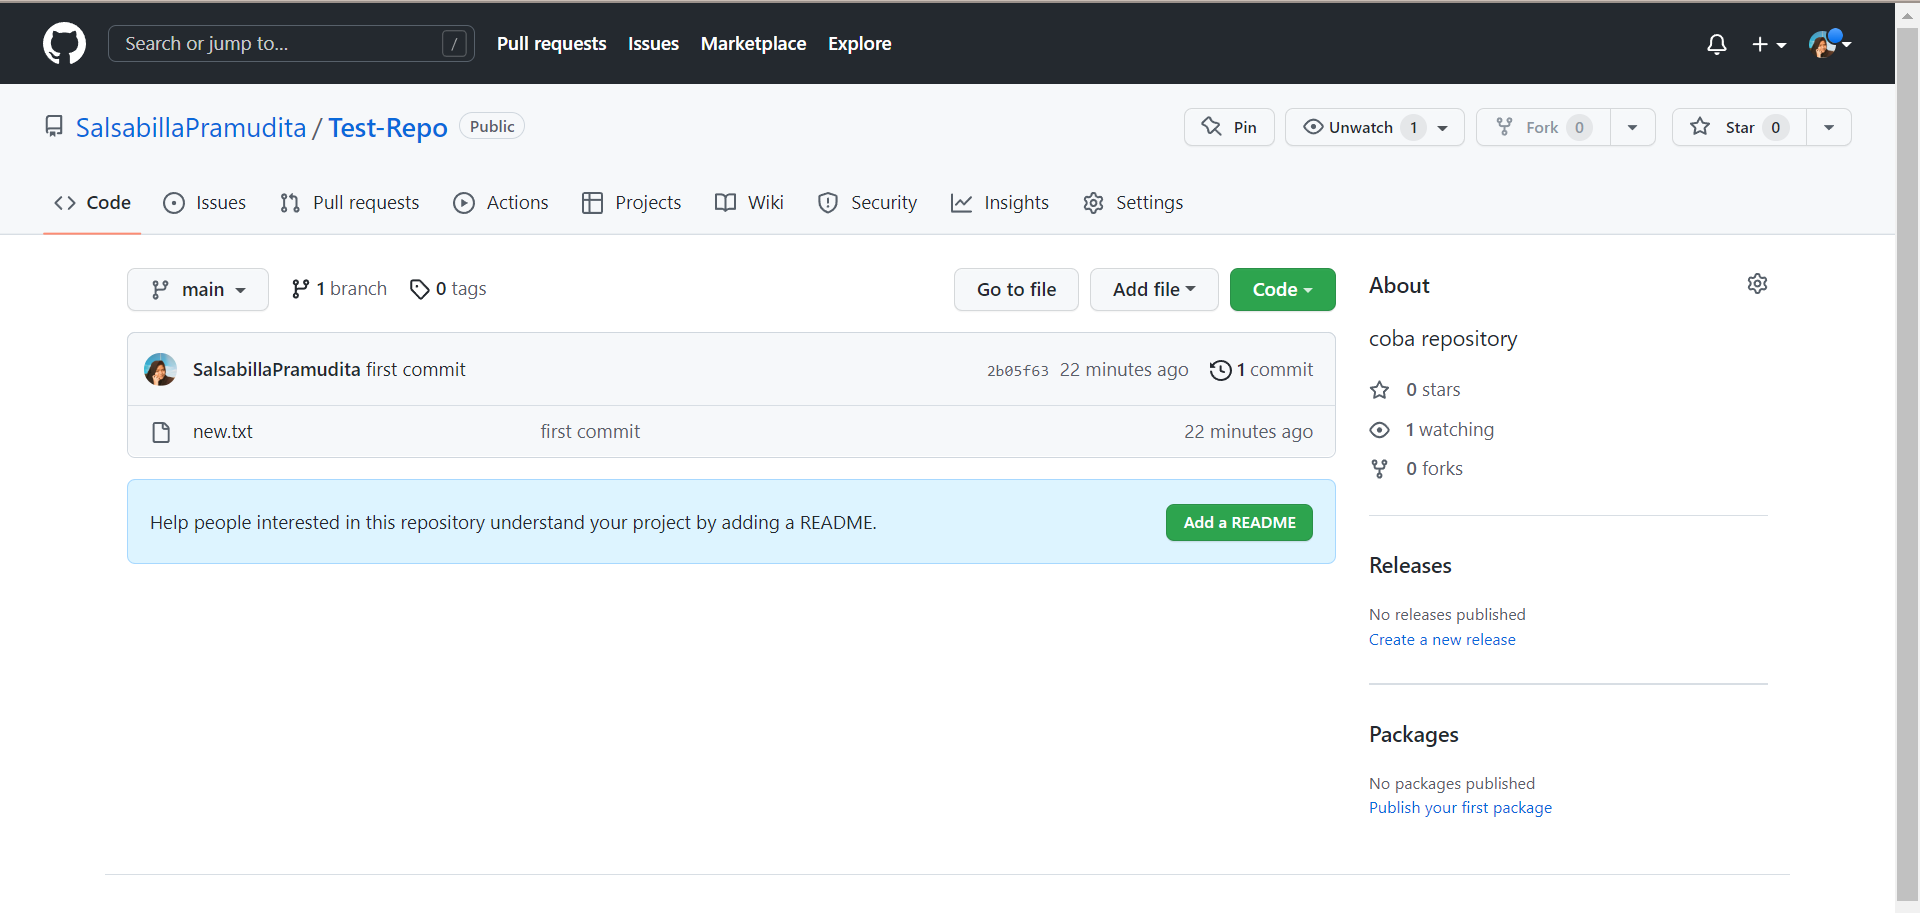 Search or jump to... / Pull requests Issues Marketplace Explore
SalsabillaPramudita / Test-Repo Public Pin Unwatch 1 Fork 0 Star 0
Code Issues Pull requests Actions Projects Wiki Security Insights Settings
main 1 branch 0 tags Go to file Add file Code
SalsabillaPramudita first commit 2b05f63 22 minutes ago 1 commit
new.txt first commit 22 minutes ago
Help people interested in this repository understand your project by adding a README. Add a README
About
coba repository
0 stars
1 watching
0 forks
Releases
No releases published
Create a new release
Packages
No packages published
Publish your first package